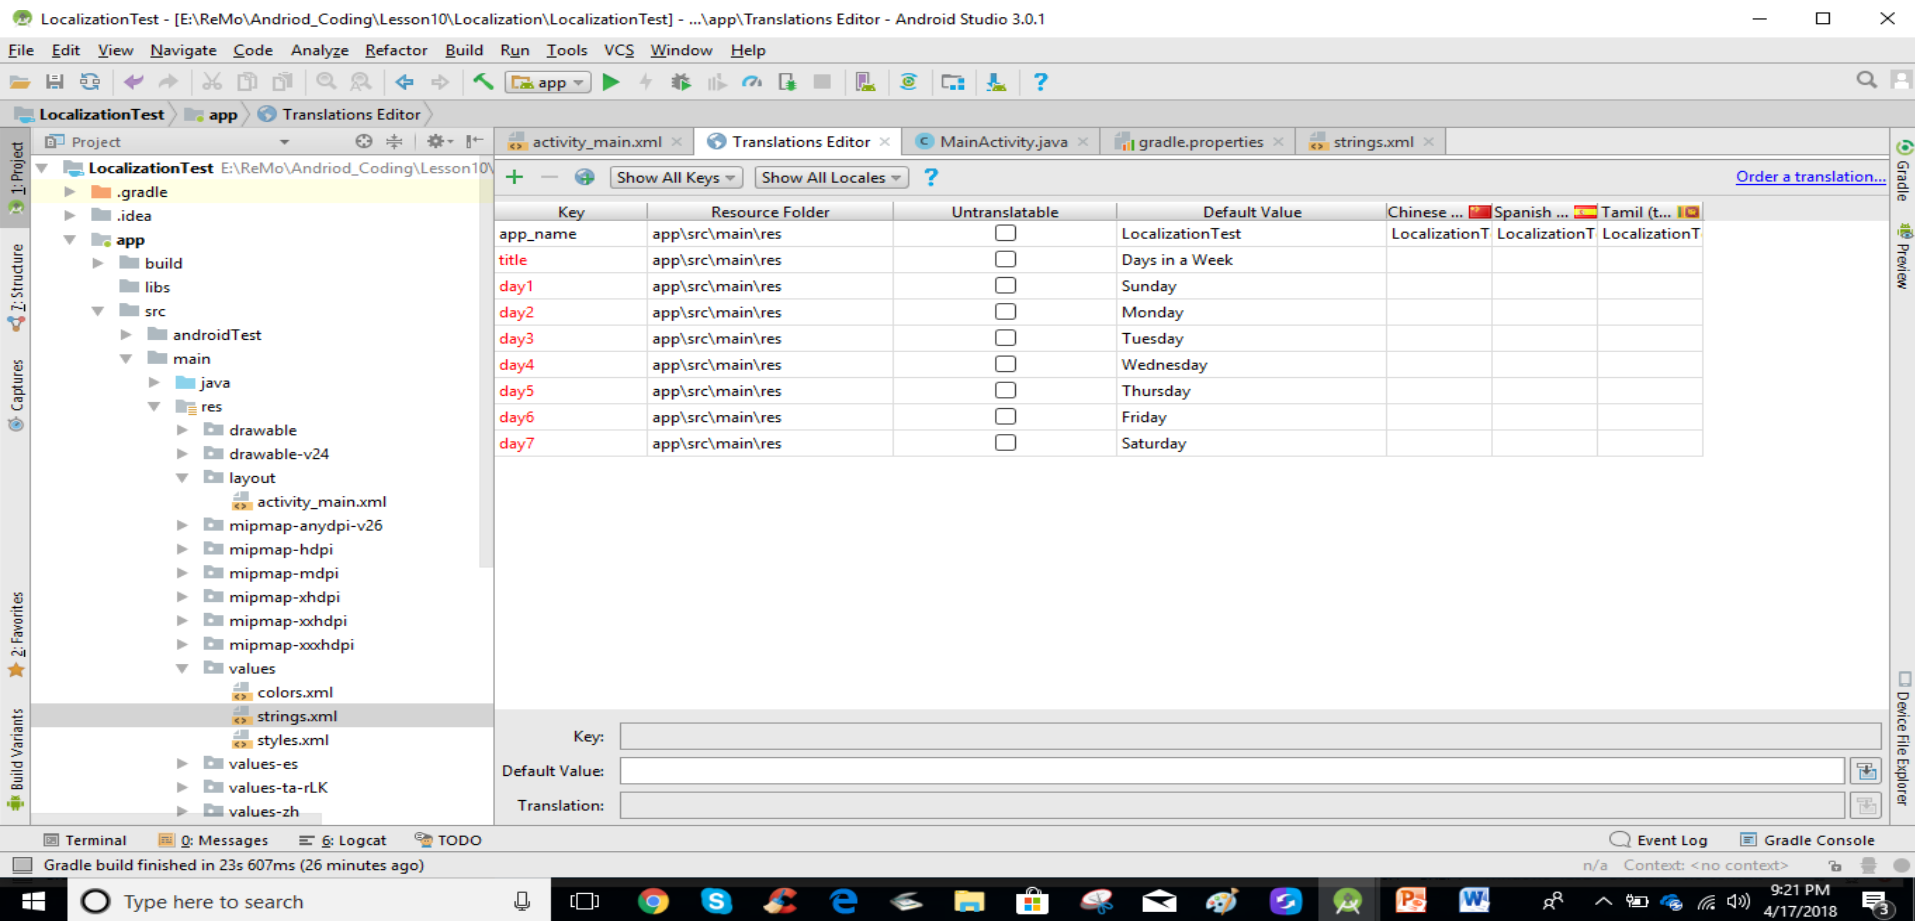 LocalizationTest - [E:\ReMo\Andriod_Coding\Lesson10\Localization\LocalizationTest] - ...\app\Translations Editor - Android Studio 3.0.1
File Edit View Navigate Code Analyze Refactor Build Run Tools VCS Window Help
app
LocalizationTest app Translations Editor
Project
activity_main.xml Translations Editor MainActivity.java gradle.properties strings.xml
LocalizationTest E:\ReMo\Andriod_Coding\Lesson10\
.gradle
.idea
app
build
libs
src
androidTest
main
java
res
drawable
drawable-v24
layout
activity_main.xml
mipmap-anydpi-v26
mipmap-hdpi
mipmap-mdpi
mipmap-xhdpi
mipmap-xxhdpi
mipmap-xxxhdpi
values
colors.xml
strings.xml
styles.xml
values-es
values-ta-rLK
values-zh
1: Project
7: Structure
Captures
2: Favorites
Build Variants
Show All Keys Show All Locales ? Order a translation...
Key Resource Folder Untranslatable Default Value Chinese ... Spanish ... Tamil (t...
app_name app\src\main\res LocalizationTest LocalizationT LocalizationT LocalizationT
title app\src\main\res Days in a Week
day1 app\src\main\res Sunday
day2 app\src\main\res Monday
day3 app\src\main\res Tuesday
day4 app\src\main\res Wednesday
day5 app\src\main\res Thursday
day6 app\src\main\res Friday
day7 app\src\main\res Saturday
Key:
Default Value:
Translation:
Gradle
Preview
Device File Explorer
Terminal 0: Messages 6: Logcat TODO Event Log Gradle Console
Gradle build finished in 23s 607ms (26 minutes ago) n/a Context: <no context>
Type here to search
9:21 PM
4/17/2018
3